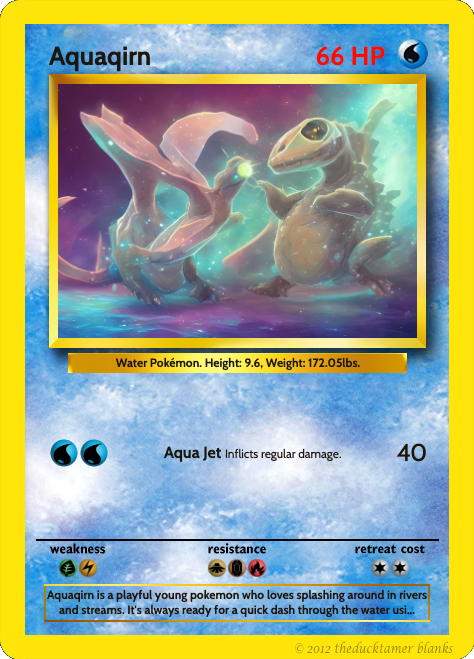 Aquaqirn 66 HP
Water Pokémon. Height: 9.6, Weight: 172.05lbs.
Aqua Jet Inflicts regular damage. 40
weakness resistance retreat cost
Aquaqirn is a playful young pokemon who loves splashing around in rivers
and streams. It's always ready for a quick dash through the water usi...
© 2012 theducktamer blanks